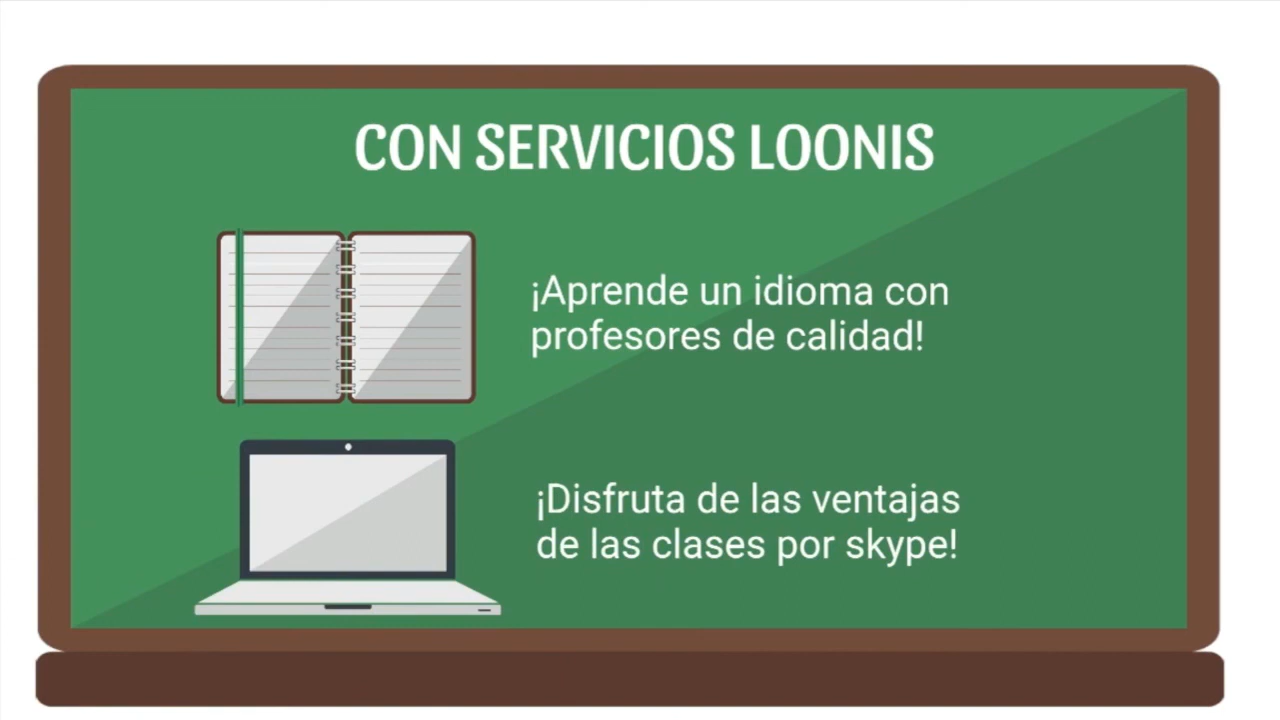 CON SERVICIOS LOONIS
¡Aprende un idioma con
profesores de calidad!
¡Disfruta de las ventajas
de las clases por skype!